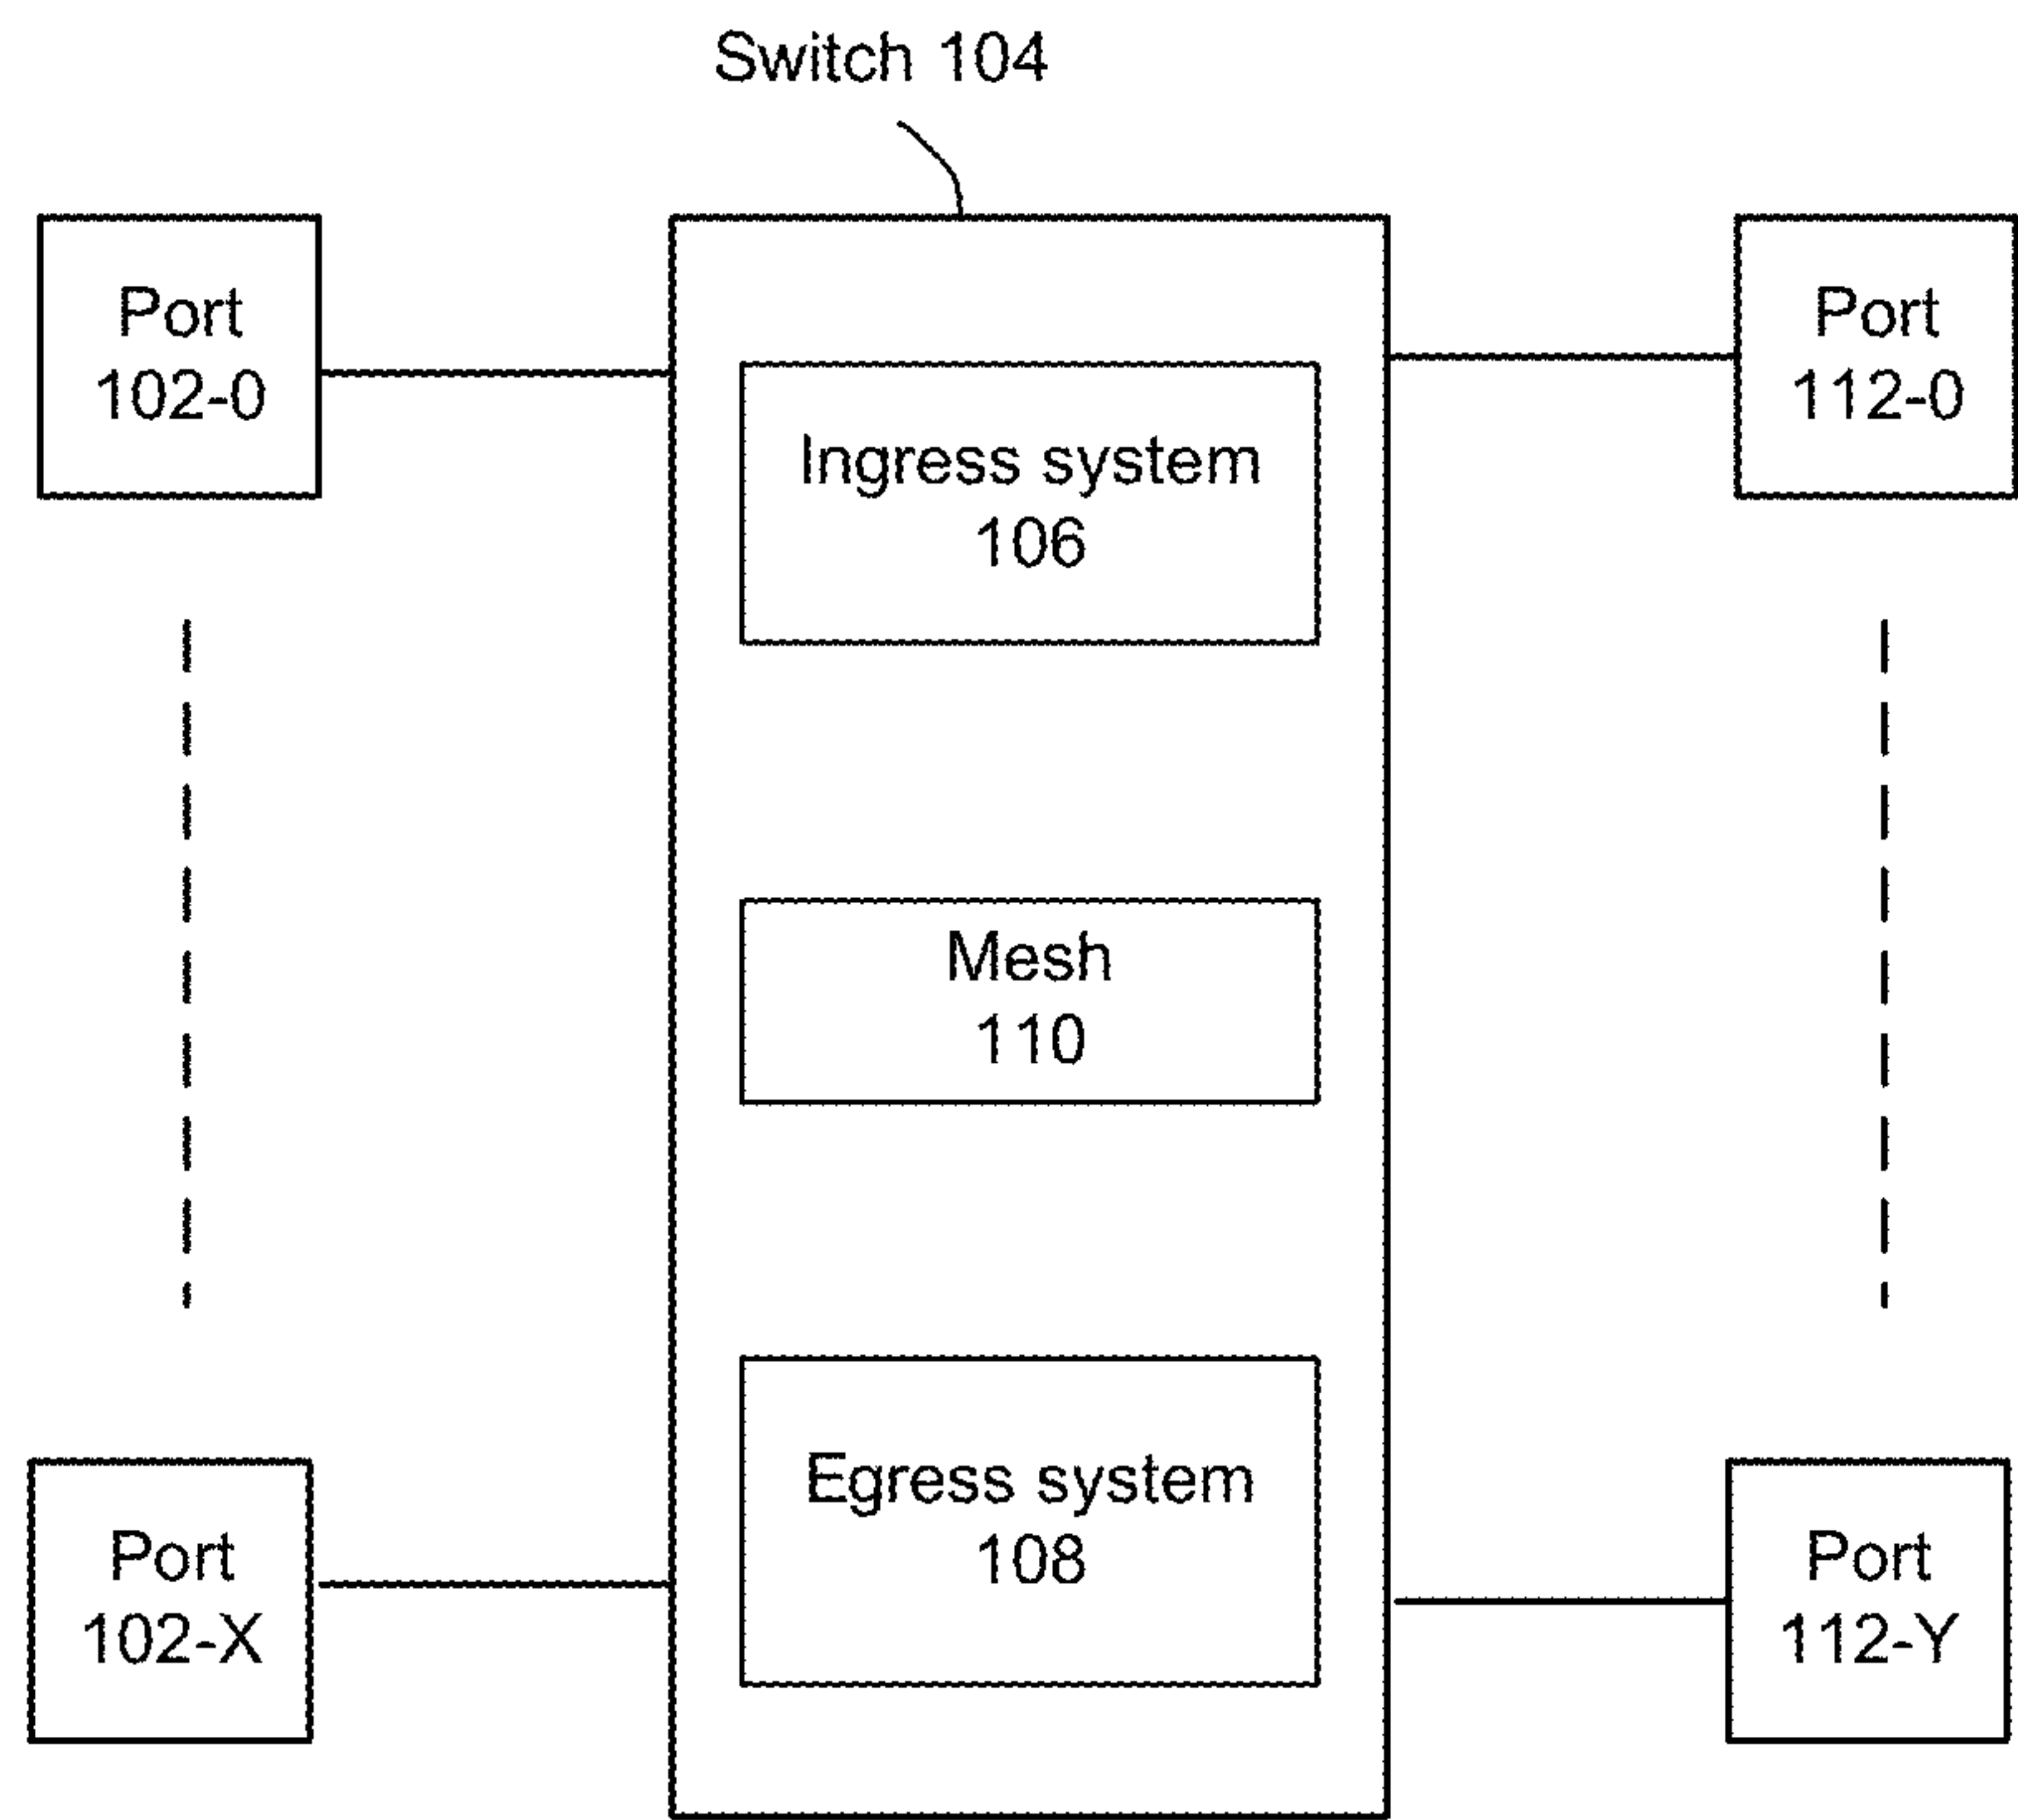 Switch 104
Port
102-0
Port
112-0
Ingress system
106
Mesh
110
Egress system
108
Port
102-X
Port
112-Y